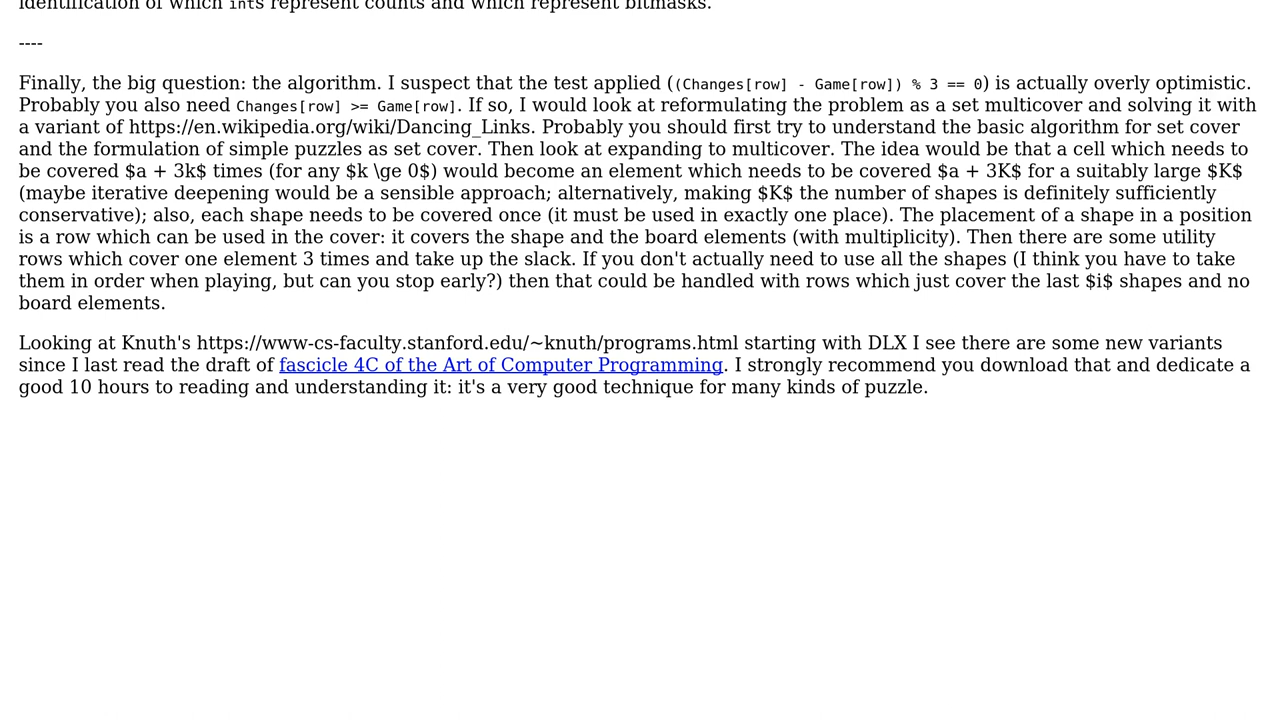 identification of which ints represent counts and which represent bitmasks.
----
Finally, the big question: the algorithm. I suspect that the test applied ((Changes[row] - Game[row]) % 3 == 0) is actually overly optimistic.
Probably you also need Changes[row] >= Game[row]. If so, I would look at reformulating the problem as a set multicover and solving it with
a variant of https://en.wikipedia.org/wiki/Dancing_Links. Probably you should first try to understand the basic algorithm for set cover
and the formulation of simple puzzles as set cover. Then look at expanding to multicover. The idea would be that a cell which needs to
be covered $a + 3k$ times (for any $k \ge 0$) would become an element which needs to be covered $a + 3K$ for a suitably large $K$
(maybe iterative deepening would be a sensible approach; alternatively, making $K$ the number of shapes is definitely sufficiently
conservative); also, each shape needs to be covered once (it must be used in exactly one place). The placement of a shape in a position
is a row which can be used in the cover: it covers the shape and the board elements (with multiplicity). Then there are some utility
rows which cover one element 3 times and take up the slack. If you don't actually need to use all the shapes (I think you have to take
them in order when playing, but can you stop early?) then that could be handled with rows which just cover the last $i$ shapes and no
board elements.
Looking at Knuth's https://www-cs-faculty.stanford.edu/~knuth/programs.html starting with DLX I see there are some new variants
since I last read the draft of fascicle 4C of the Art of Computer Programming. I strongly recommend you download that and dedicate a
good 10 hours to reading and understanding it: it's a very good technique for many kinds of puzzle.